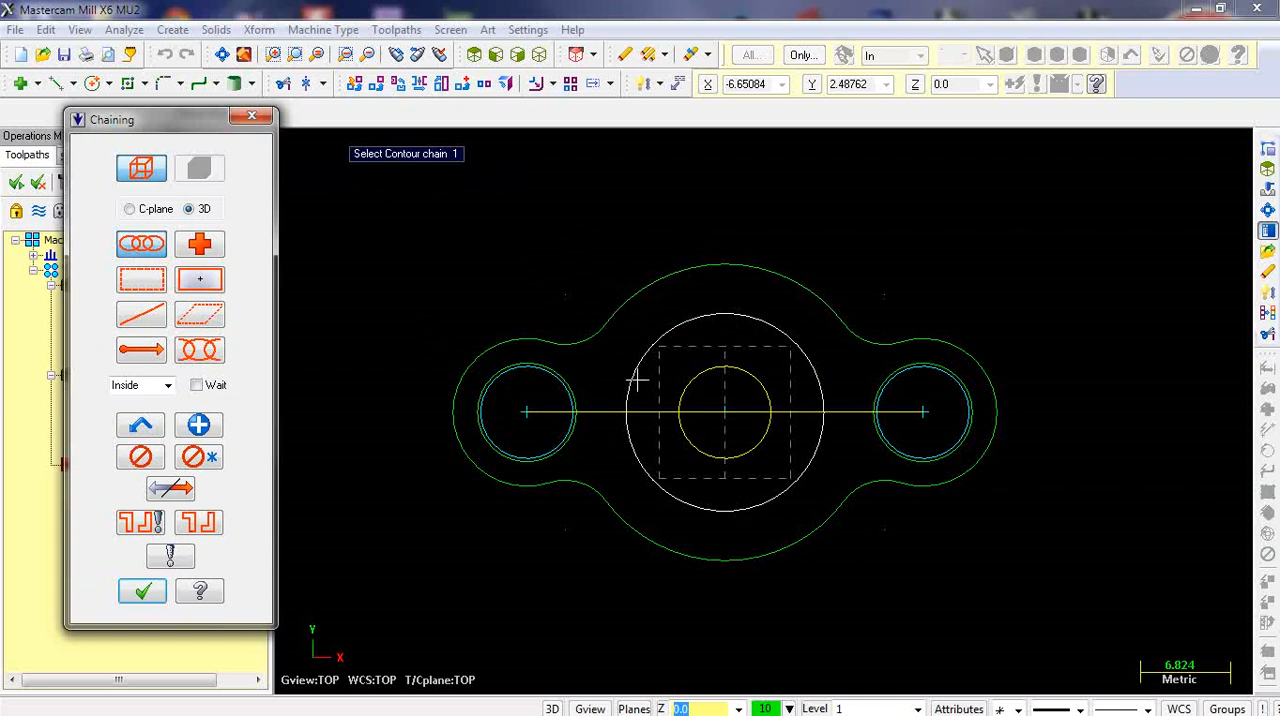 Mastercam Mill X6 MU2
File Edit View Analyze Create Solids Xform Machine Type Toolpaths Screen Art Settings Help
All... Only... In
X -6.65084 Y 2.48762 Z 0.0
Chaining
Operations M
Toolpaths
Select Contour chain 1
C-plane 3D
Mac
Inside Wait
Y
X
6.824
Metric
Gview:TOP WCS:TOP T/Cplane:TOP
3D Gview Planes Z 0.0 10 Level 1 Attributes WCS Groups